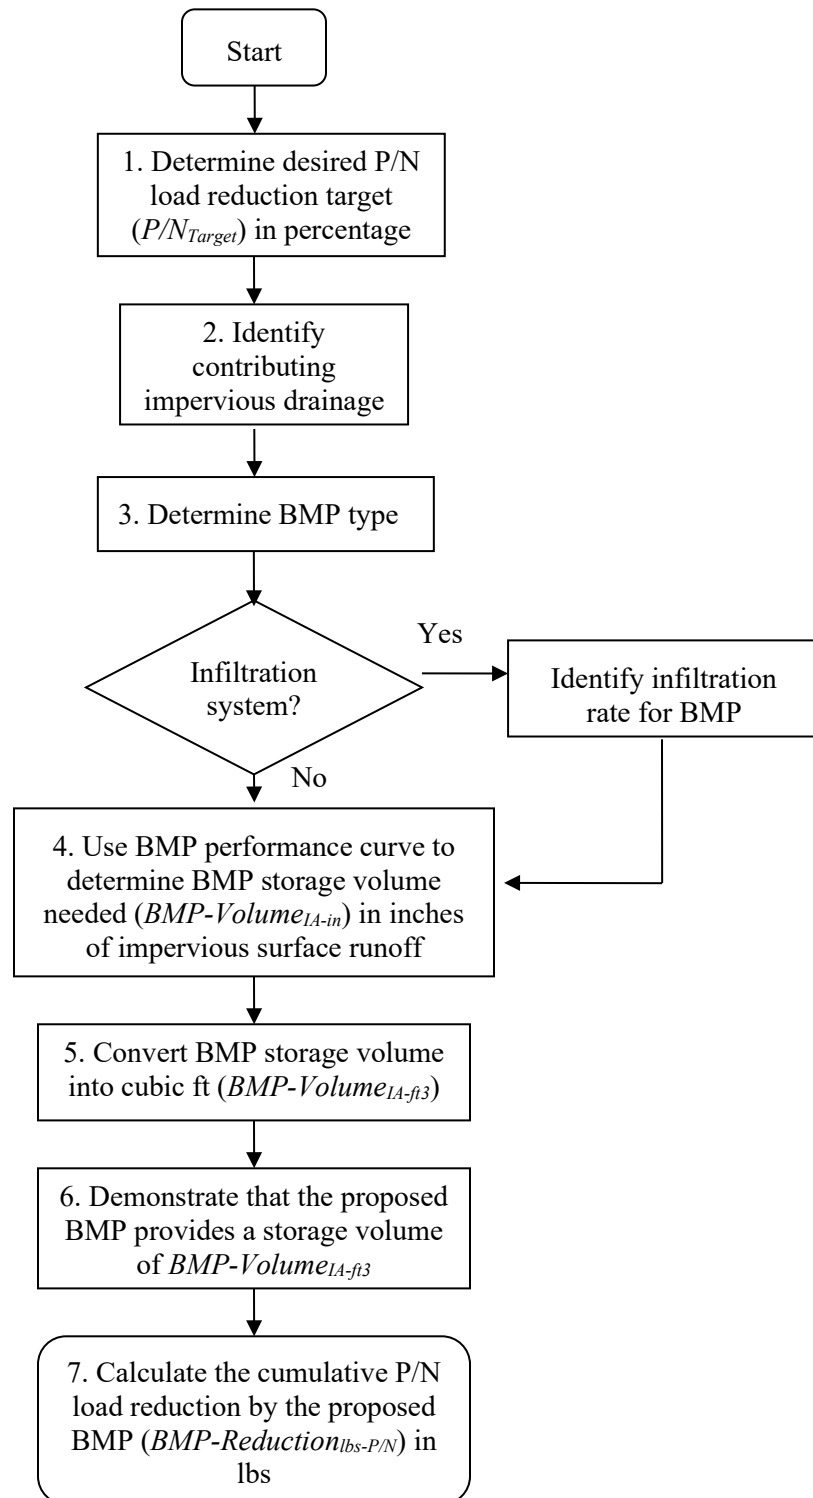 Start
1. Determine desired P/N
load reduction target
(P/NTarget) in percentage
2. Identify
contributing
impervious drainage
3. Determine BMP type
Infiltration
system?
Yes
Identify infiltration
rate for BMP
No
4. Use BMP performance curve to
determine BMP storage volume
needed (BMP-VolumeIA-in) in inches
of impervious surface runoff
5. Convert BMP storage volume
into cubic ft (BMP-VolumeIA-ft3)
6. Demonstrate that the proposed
BMP provides a storage volume
of BMP-VolumeIA-ft3
7. Calculate the cumulative P/N
load reduction by the proposed
BMP (BMP-Reductionlbs-P/N) in
lbs